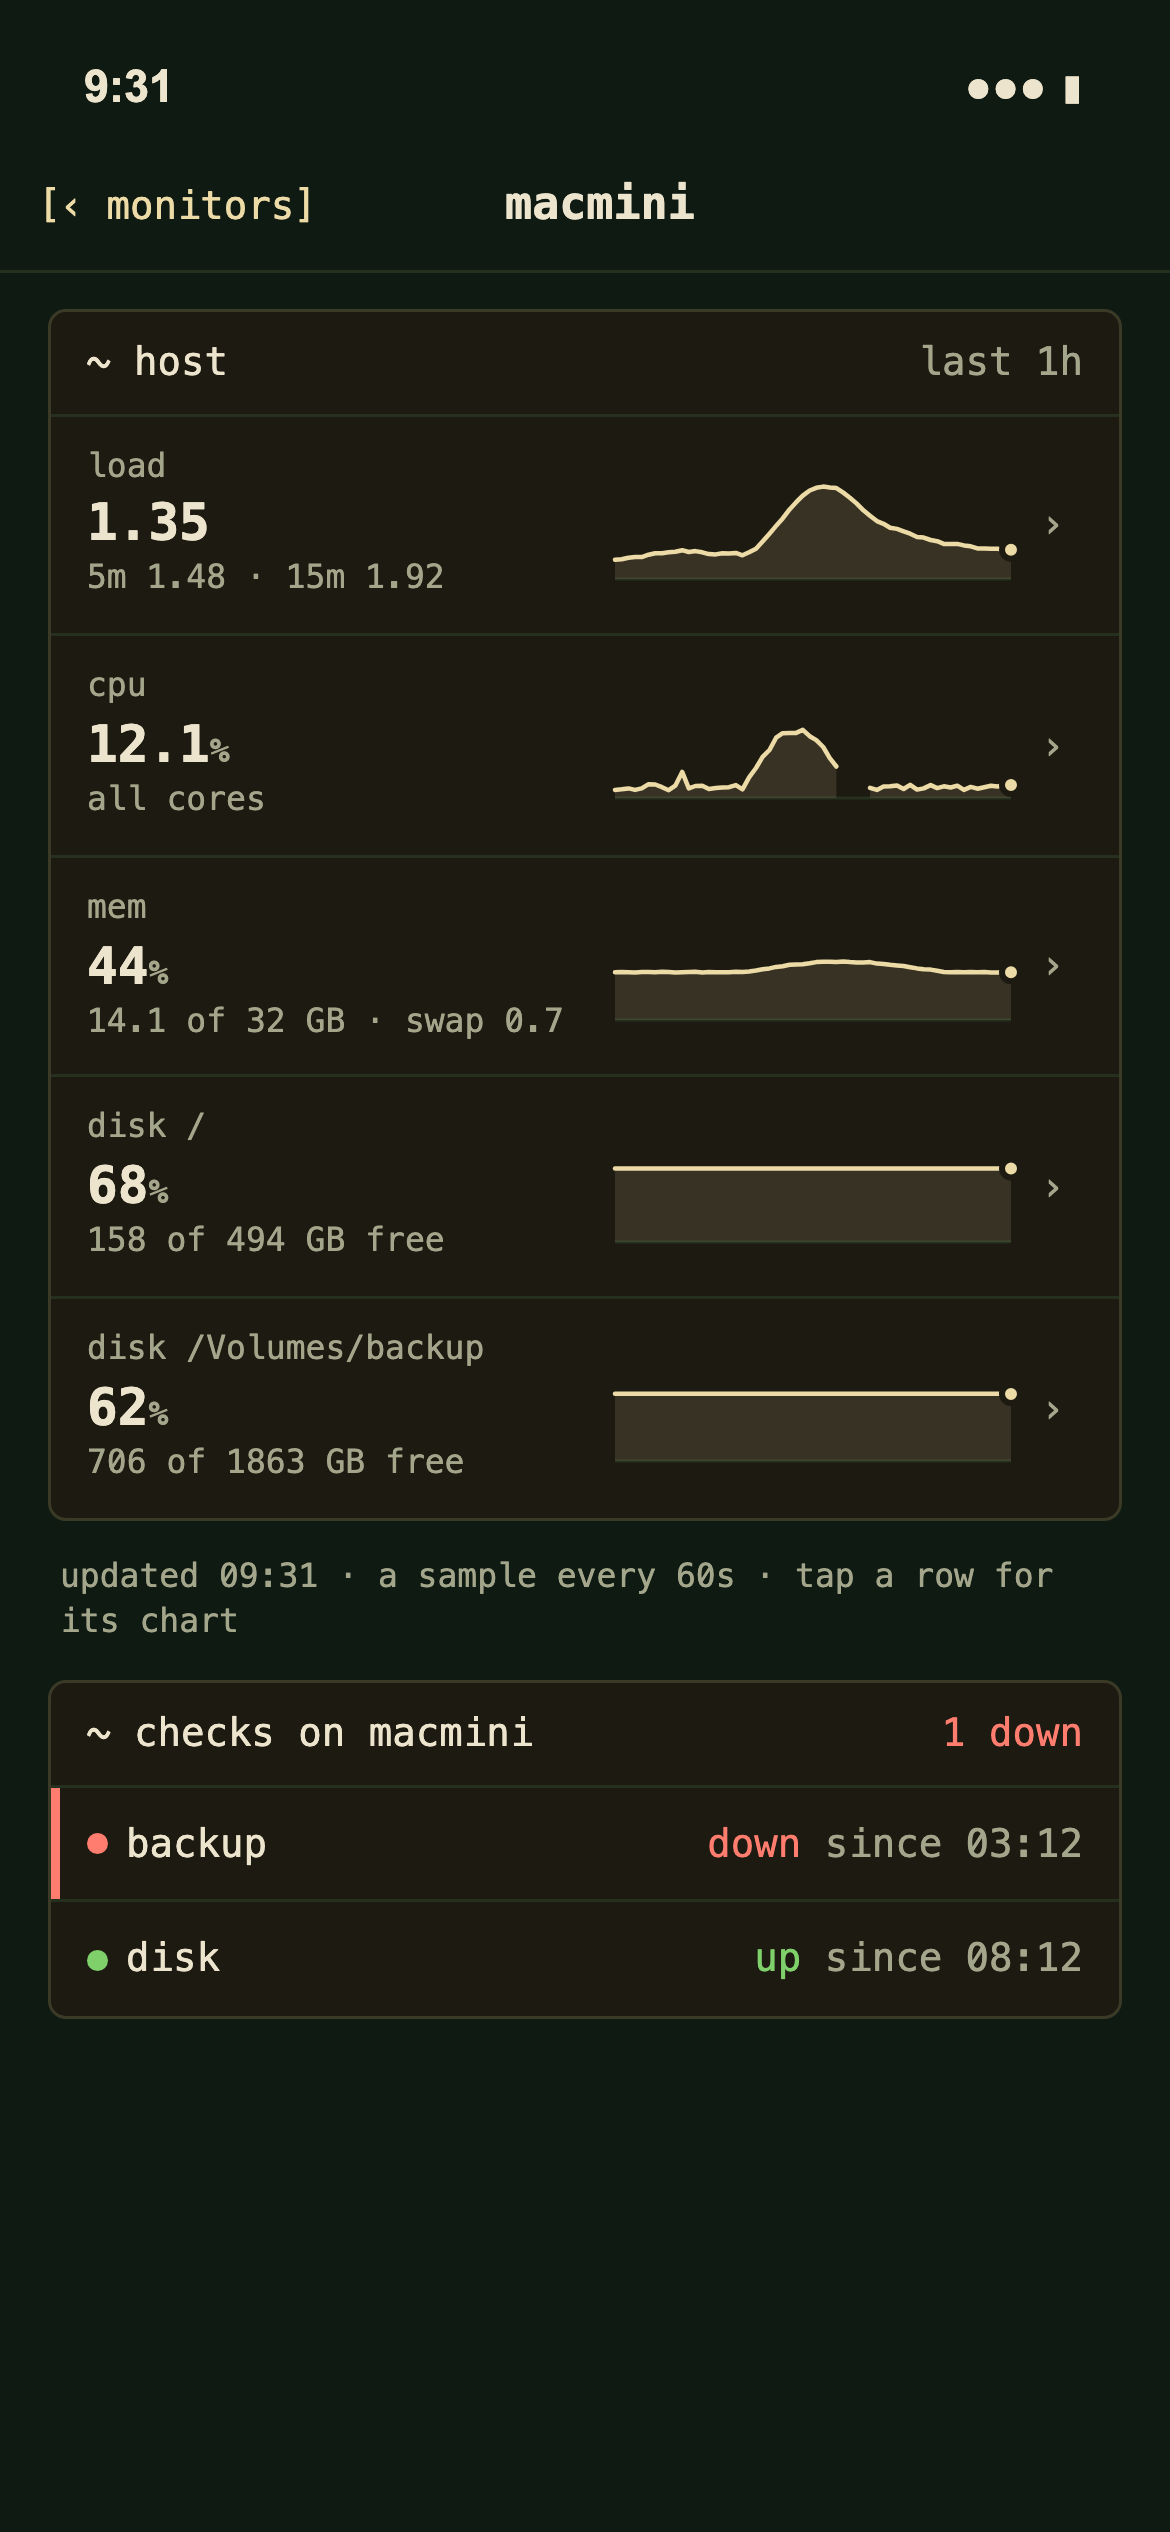 9:31
[‹ monitors]
macmini
~ host
last 1h
load
1.35
5m 1.48 · 15m 1.92
›
cpu
12.1%
all cores
›
mem
44%
14.1 of 32 GB · swap 0.7
›
disk /
68%
158 of 494 GB free
›
disk /Volumes/backup
62%
706 of 1863 GB free
›
updated 09:31 · a sample every 60s · tap a row for
its chart
~ checks on macmini
1 down
backup
down since 03:12
disk
up since 08:12